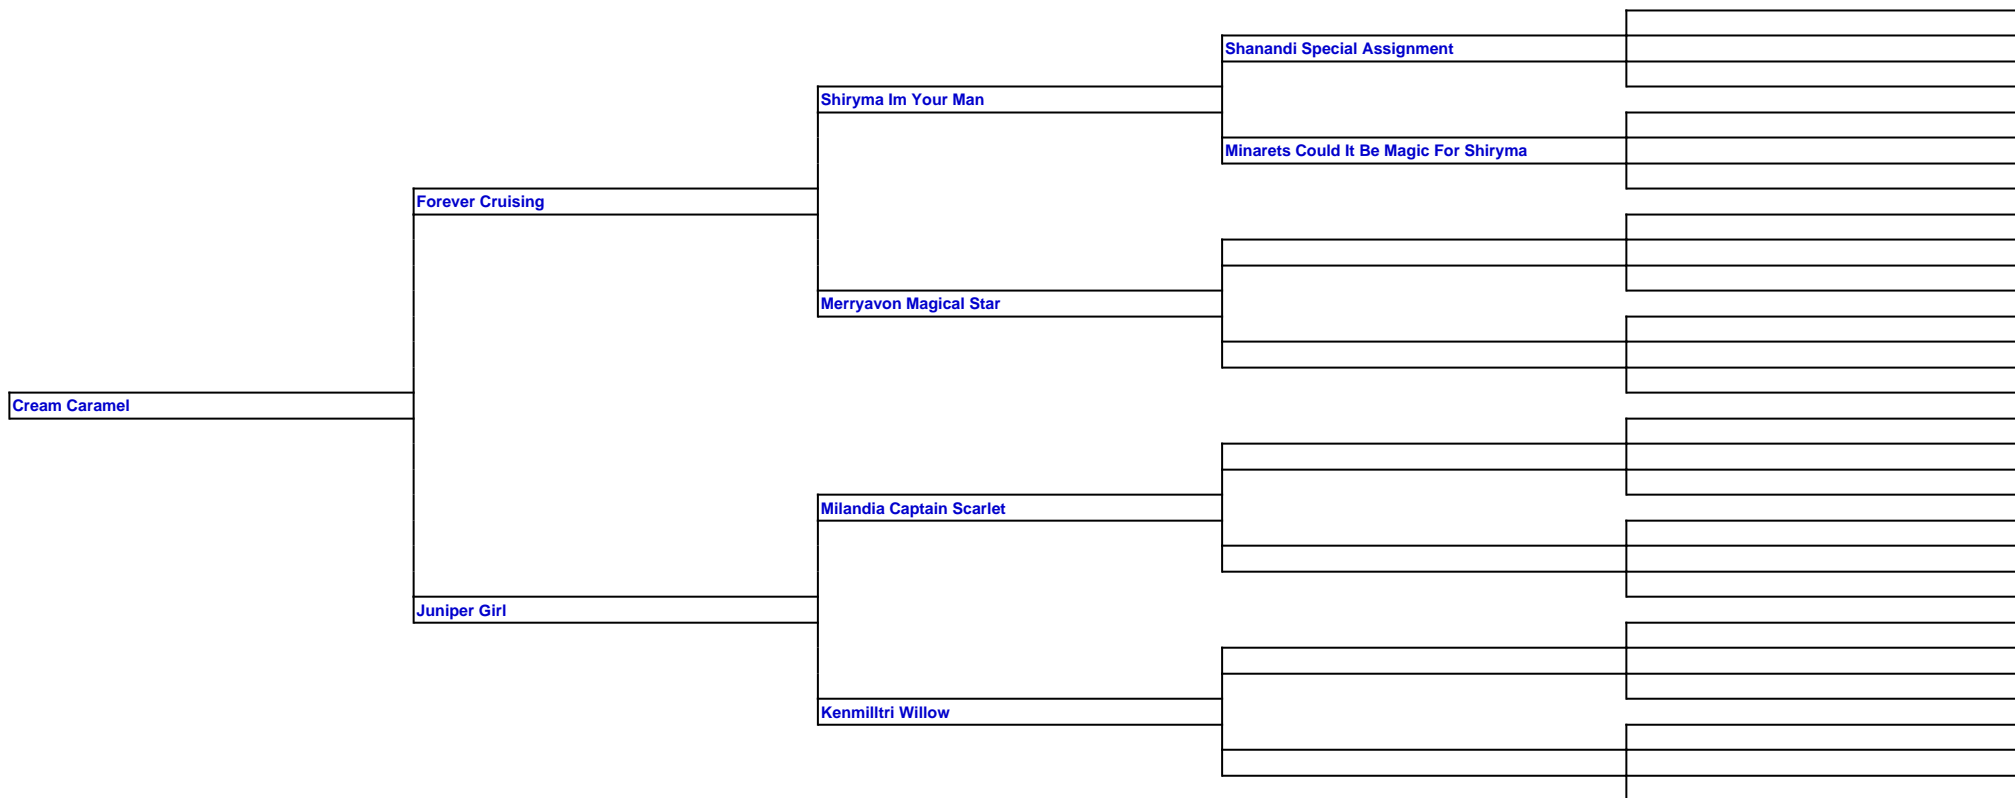 Shanandi Special Assignment
Shiryma Im Your Man
Minarets Could It Be Magic For Shiryma
Forever Cruising
Merryavon Magical Star
Cream Caramel
Milandia Captain Scarlet
Juniper Girl
Kenmilltri Willow